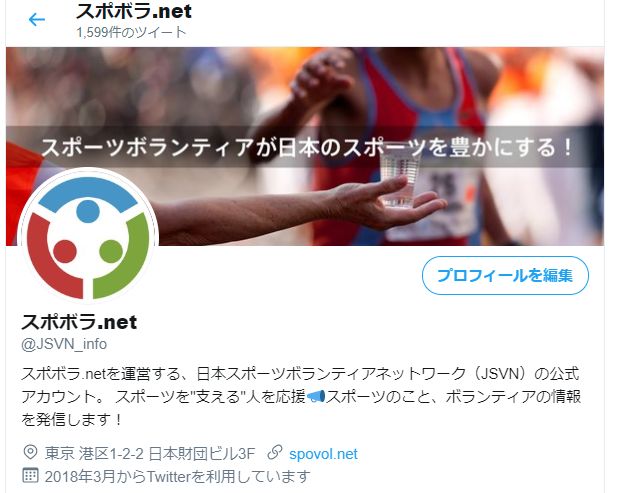 スポボラ.net
1,599件のツイート
スポーツボランティアが日本のスポーツを豊かにする！
プロフィールを編集
スポボラ.net
@JSVN_info
スポボラ.netを運営する、日本スポーツボランティアネットワーク（JSVN）の公式
アカウント。 スポーツを"支える"人を応援📣スポーツのこと、ボランティアの情報
を発信します！
東京 港区1-2-2 日本財団ビル3F spovol.net
2018年3月からTwitterを利用しています